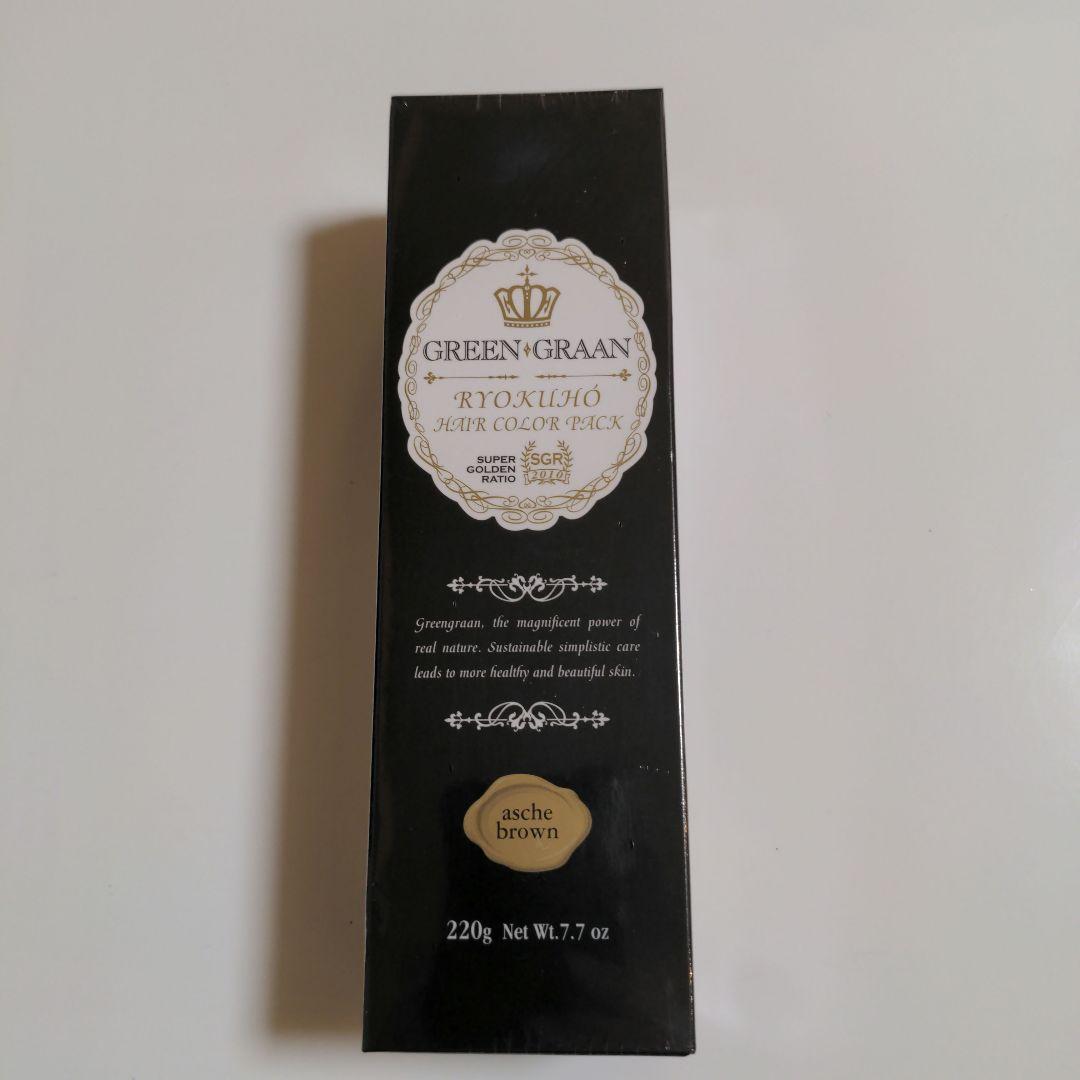 GREEN GRAAN
RYOKUHÓ
HAIR COLOR PACK
SUPER
GOLDEN
RATIO
SGR
2010
Greengraan, the magnificent power of
real nature. Sustainable simplistic care
leads to more healthy and beautiful skin.
asche
brown
220g Net Wt.7.7 oz